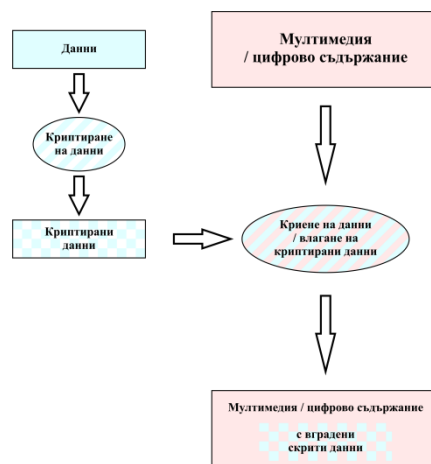 Данни
Мултимедия
/ цифрово съдържание
Криптиране
на данни
Криптирани
данни
Криене на данни
/ влагане на
криптирани данни
Мултимедия / цифрово съдържание
с вградени
скрити данни